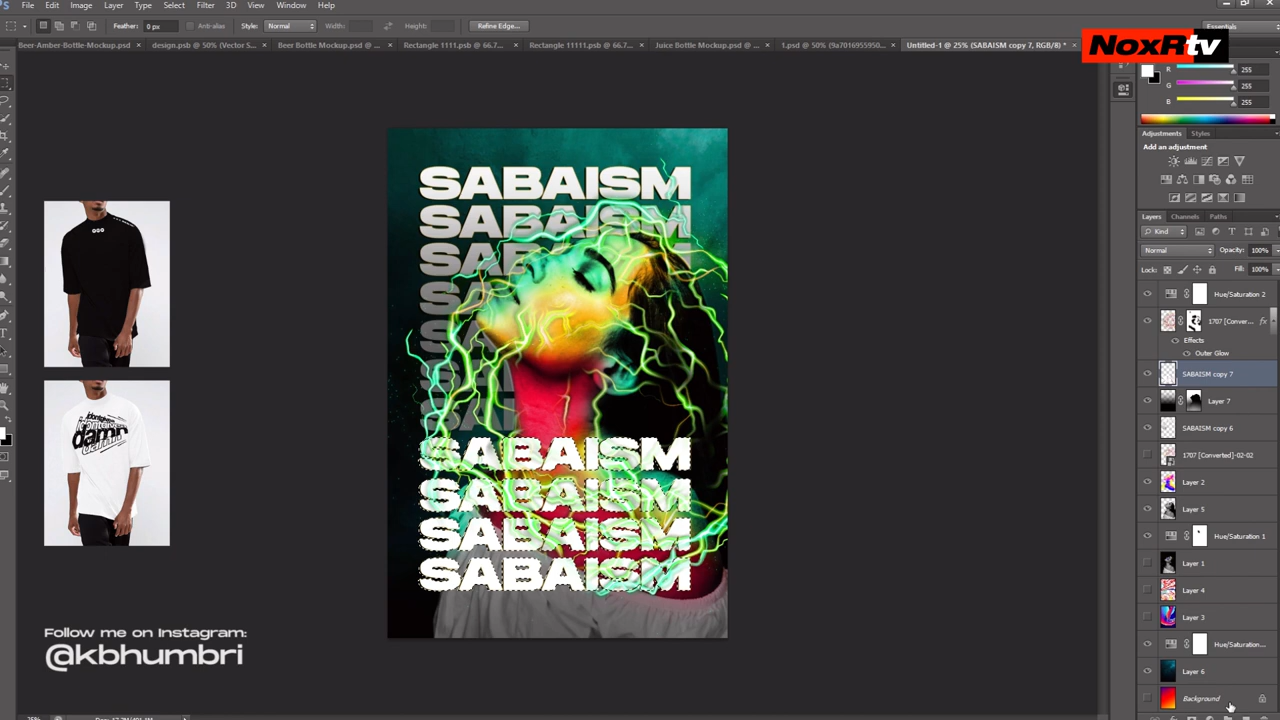 File Edit Image Layer Type Select Filter 3D View Window Help
Feather: 0 px Anti-alias Style: Normal Width: Height: Refine Edge... Essentials
Beer-Amber-Bottle-Mockup.psd × design.psb @ 50% (Vector S... × Beer Bottle Mockup.psd @ ... × Rectangle 1111.psb @ 66.7... × Rectangle 11111.psb @ 66.7... × Juice Bottle Mockup.psd @ ... × 1.psd @ 50% (9a7016955950... × Untitled-1 @ 25% (SABAISM copy 7, RGB/8) * ×
NoxRtv
R 255
G 255
B 255
Adjustments Styles
Add an adjustment
Layers Channels Paths
Kind
Normal Opacity: 100%
Lock: Fill: 100%
Hue/Saturation 2
1707 [Conver... fx
Effects
Outer Glow
SABAISM copy 7
Layer 7
SABAISM copy 6
1707 [Converted]-02-02
Layer 2
Layer 5
Hue/Saturation 1
Layer 1
Layer 4
Layer 3
Hue/Saturation...
Layer 6
Background
SABAISM
SABAISM
SABAISM
SABAISM
SABAISM
SABAISM
SABAISM
damn
Follow me on Instagram:
@kbhumbri
25%